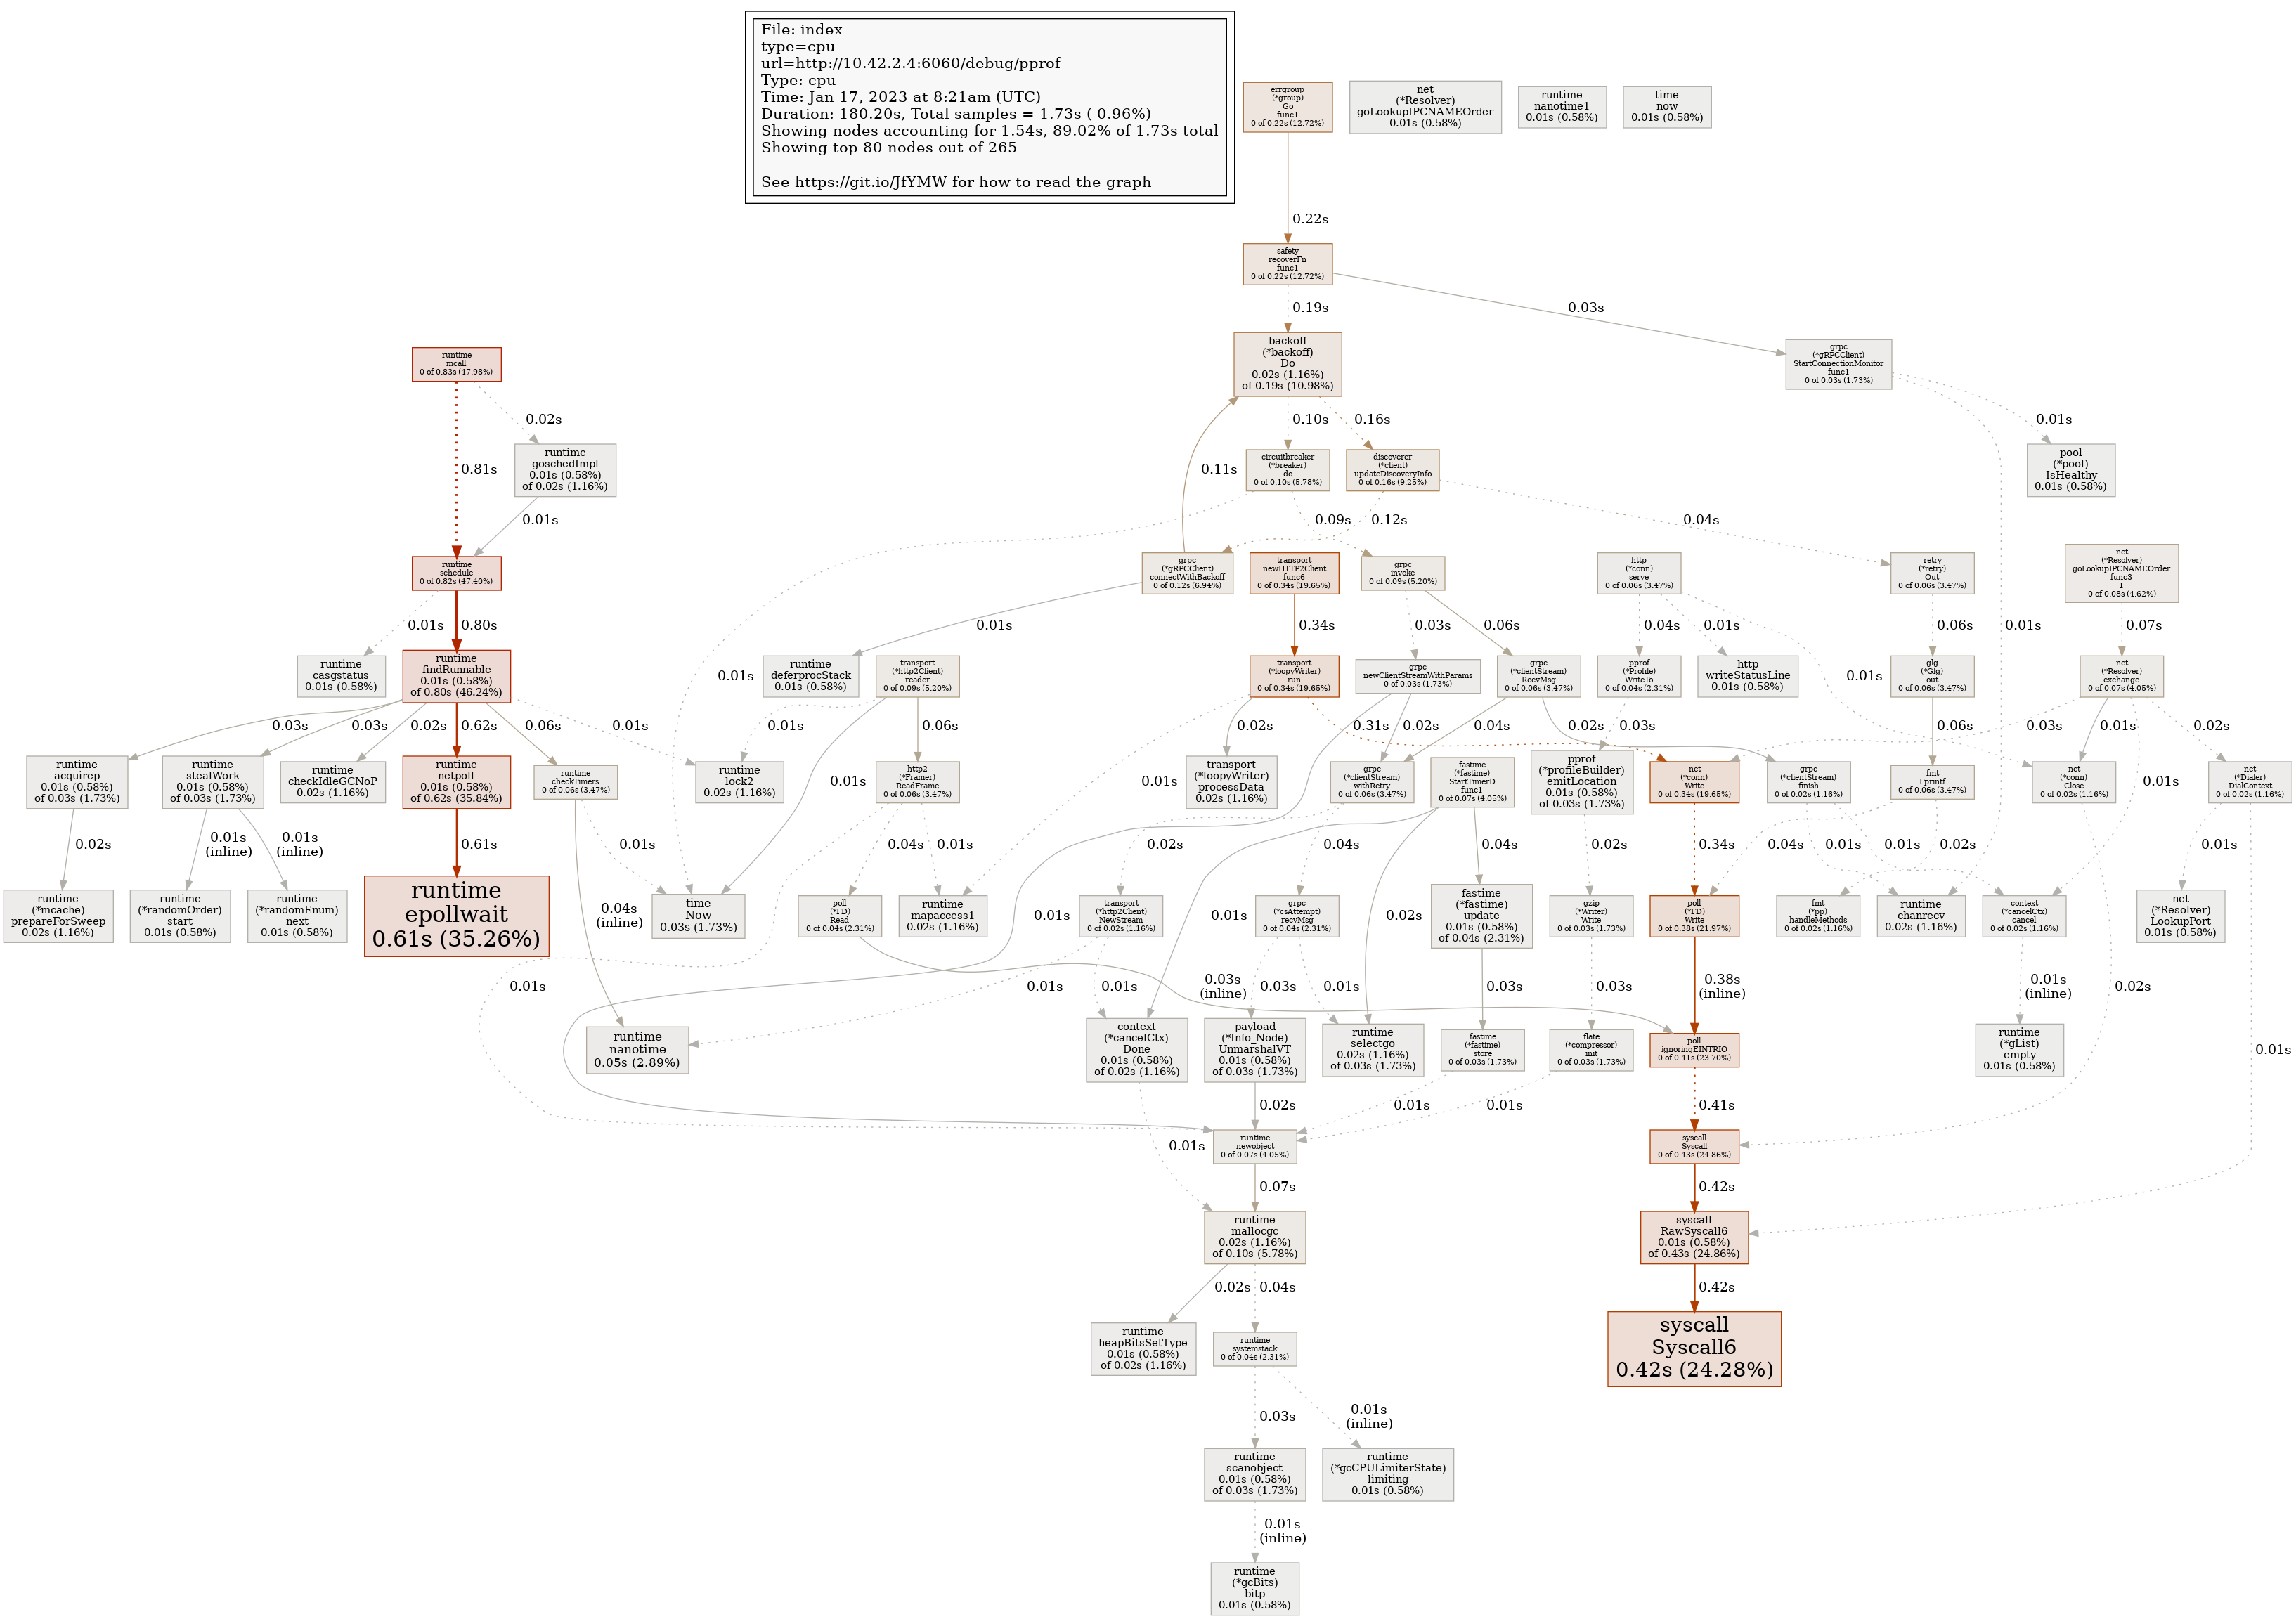 File: index
type=cpu
url=http://10.42.2.4:6060/debug/pprof
Type: cpu
Time: Jan 17, 2023 at 8:21am (UTC)
Duration: 180.20s, Total samples = 1.73s ( 0.96%)
Showing nodes accounting for 1.54s, 89.02% of 1.73s total
Showing top 80 nodes out of 265
See https://git.io/JfYMW for how to read the graph
errgroup
(*group)
Go
func1
0 of 0.22s (12.72%)
net
(*Resolver)
goLookupIPCNAMEOrder
0.01s (0.58%)
runtime
nanotime1
0.01s (0.58%)
time
now
0.01s (0.58%)
0.22s
safety
recoverFn
func1
0 of 0.22s (12.72%)
0.19s
0.03s
runtime
mcall
0 of 0.83s (47.98%)
backoff
(*backoff)
Do
0.02s (1.16%)
of 0.19s (10.98%)
grpc
(*gRPCClient)
StartConnectionMonitor
func1
0 of 0.03s (1.73%)
0.02s
0.10s
0.16s
0.01s
0.81s
runtime
goschedImpl
0.01s (0.58%)
of 0.02s (1.16%)
0.11s
circuitbreaker
(*breaker)
do
0 of 0.10s (5.78%)
discoverer
(*client)
updateDiscoveryInfo
0 of 0.16s (9.25%)
pool
(*pool)
IsHealthy
0.01s (0.58%)
0.01s
0.09s
0.12s
0.04s
runtime
schedule
0 of 0.82s (47.40%)
grpc
(*gRPCClient)
connectWithBackoff
0 of 0.12s (6.94%)
transport
newHTTP2Client
func6
0 of 0.34s (19.65%)
grpc
invoke
0 of 0.09s (5.20%)
http
(*conn)
serve
0 of 0.06s (3.47%)
retry
(*retry)
Out
0 of 0.06s (3.47%)
net
(*Resolver)
goLookupIPCNAMEOrder
func3
1
0 of 0.08s (4.62%)
0.01s
0.80s
0.01s
0.34s
0.03s
0.06s
0.04s
0.01s
0.06s
0.01s
0.07s
runtime
casgstatus
0.01s (0.58%)
runtime
findRunnable
0.01s (0.58%)
of 0.80s (46.24%)
0.01s
runtime
deferprocStack
0.01s (0.58%)
transport
(*http2Client)
reader
0 of 0.09s (5.20%)
transport
(*loopyWriter)
run
0 of 0.34s (19.65%)
grpc
newClientStreamWithParams
0 of 0.03s (1.73%)
grpc
(*clientStream)
RecvMsg
0 of 0.06s (3.47%)
pprof
(*Profile)
WriteTo
0 of 0.04s (2.31%)
http
writeStatusLine
0.01s (0.58%)
0.01s
glg
(*Glg)
out
0 of 0.06s (3.47%)
net
(*Resolver)
exchange
0 of 0.07s (4.05%)
0.03s
0.03s
0.02s
0.62s
0.06s
0.01s
0.01s
0.06s
0.02s
0.31s
0.02s
0.04s
0.02s
0.03s
0.06s
0.03s
0.01s
0.02s
runtime
acquirep
0.01s (0.58%)
of 0.03s (1.73%)
runtime
stealWork
0.01s (0.58%)
of 0.03s (1.73%)
runtime
checkIdleGCNoP
0.02s (1.16%)
runtime
netpoll
0.01s (0.58%)
of 0.62s (35.84%)
runtime
checkTimers
0 of 0.06s (3.47%)
runtime
lock2
0.02s (1.16%)
0.01s
http2
(*Framer)
ReadFrame
0 of 0.06s (3.47%)
0.01s
transport
(*loopyWriter)
processData
0.02s (1.16%)
grpc
(*clientStream)
withRetry
0 of 0.06s (3.47%)
fastime
(*fastime)
StartTimerD
func1
0 of 0.07s (4.05%)
pprof
(*profileBuilder)
emitLocation
0.01s (0.58%)
of 0.03s (1.73%)
net
(*conn)
Write
0 of 0.34s (19.65%)
grpc
(*clientStream)
finish
0 of 0.02s (1.16%)
fmt
Fprintf
0 of 0.06s (3.47%)
net
(*conn)
Close
0 of 0.02s (1.16%)
0.01s
net
(*Dialer)
DialContext
0 of 0.02s (1.16%)
0.02s
0.01s
(inline)
0.01s
(inline)
0.61s
0.01s
0.04s
0.01s
0.02s
0.04s
0.04s
0.02s
0.34s
0.04s
0.01s
0.01s
0.02s
0.01s
runtime
(*mcache)
prepareForSweep
0.02s (1.16%)
runtime
(*randomOrder)
start
0.01s (0.58%)
runtime
(*randomEnum)
next
0.01s (0.58%)
runtime
epollwait
0.61s (35.26%)
0.04s
(inline)
time
Now
0.03s (1.73%)
poll
(*FD)
Read
0 of 0.04s (2.31%)
runtime
mapaccess1
0.02s (1.16%)
0.01s
transport
(*http2Client)
NewStream
0 of 0.02s (1.16%)
0.01s
grpc
(*csAttempt)
recvMsg
0 of 0.04s (2.31%)
0.02s
fastime
(*fastime)
update
0.01s (0.58%)
of 0.04s (2.31%)
gzip
(*Writer)
Write
0 of 0.03s (1.73%)
poll
(*FD)
Write
0 of 0.38s (21.97%)
fmt
(*pp)
handleMethods
0 of 0.02s (1.16%)
runtime
chanrecv
0.02s (1.16%)
context
(*cancelCtx)
cancel
0 of 0.02s (1.16%)
net
(*Resolver)
LookupPort
0.01s (0.58%)
0.01s
0.01s
0.01s
0.03s
(inline)
0.03s
0.01s
0.03s
0.03s
0.38s
(inline)
0.01s
(inline)
0.02s
runtime
nanotime
0.05s (2.89%)
context
(*cancelCtx)
Done
0.01s (0.58%)
of 0.02s (1.16%)
payload
(*Info_Node)
UnmarshalVT
0.01s (0.58%)
of 0.03s (1.73%)
runtime
selectgo
0.02s (1.16%)
of 0.03s (1.73%)
fastime
(*fastime)
store
0 of 0.03s (1.73%)
flate
(*compressor)
init
0 of 0.03s (1.73%)
poll
ignoringEINTRIO
0 of 0.41s (23.70%)
runtime
(*gList)
empty
0.01s (0.58%)
0.01s
0.02s
0.01s
0.01s
0.41s
0.01s
runtime
newobject
0 of 0.07s (4.05%)
syscall
Syscall
0 of 0.43s (24.86%)
0.07s
0.42s
runtime
mallocgc
0.02s (1.16%)
of 0.10s (5.78%)
syscall
RawSyscall6
0.01s (0.58%)
of 0.43s (24.86%)
0.02s
0.04s
0.42s
runtime
heapBitsSetType
0.01s (0.58%)
of 0.02s (1.16%)
runtime
systemstack
0 of 0.04s (2.31%)
syscall
Syscall6
0.42s (24.28%)
0.03s
0.01s
(inline)
runtime
scanobject
0.01s (0.58%)
of 0.03s (1.73%)
runtime
(*gcCPULimiterState)
limiting
0.01s (0.58%)
0.01s
(inline)
runtime
(*gcBits)
bitp
0.01s (0.58%)